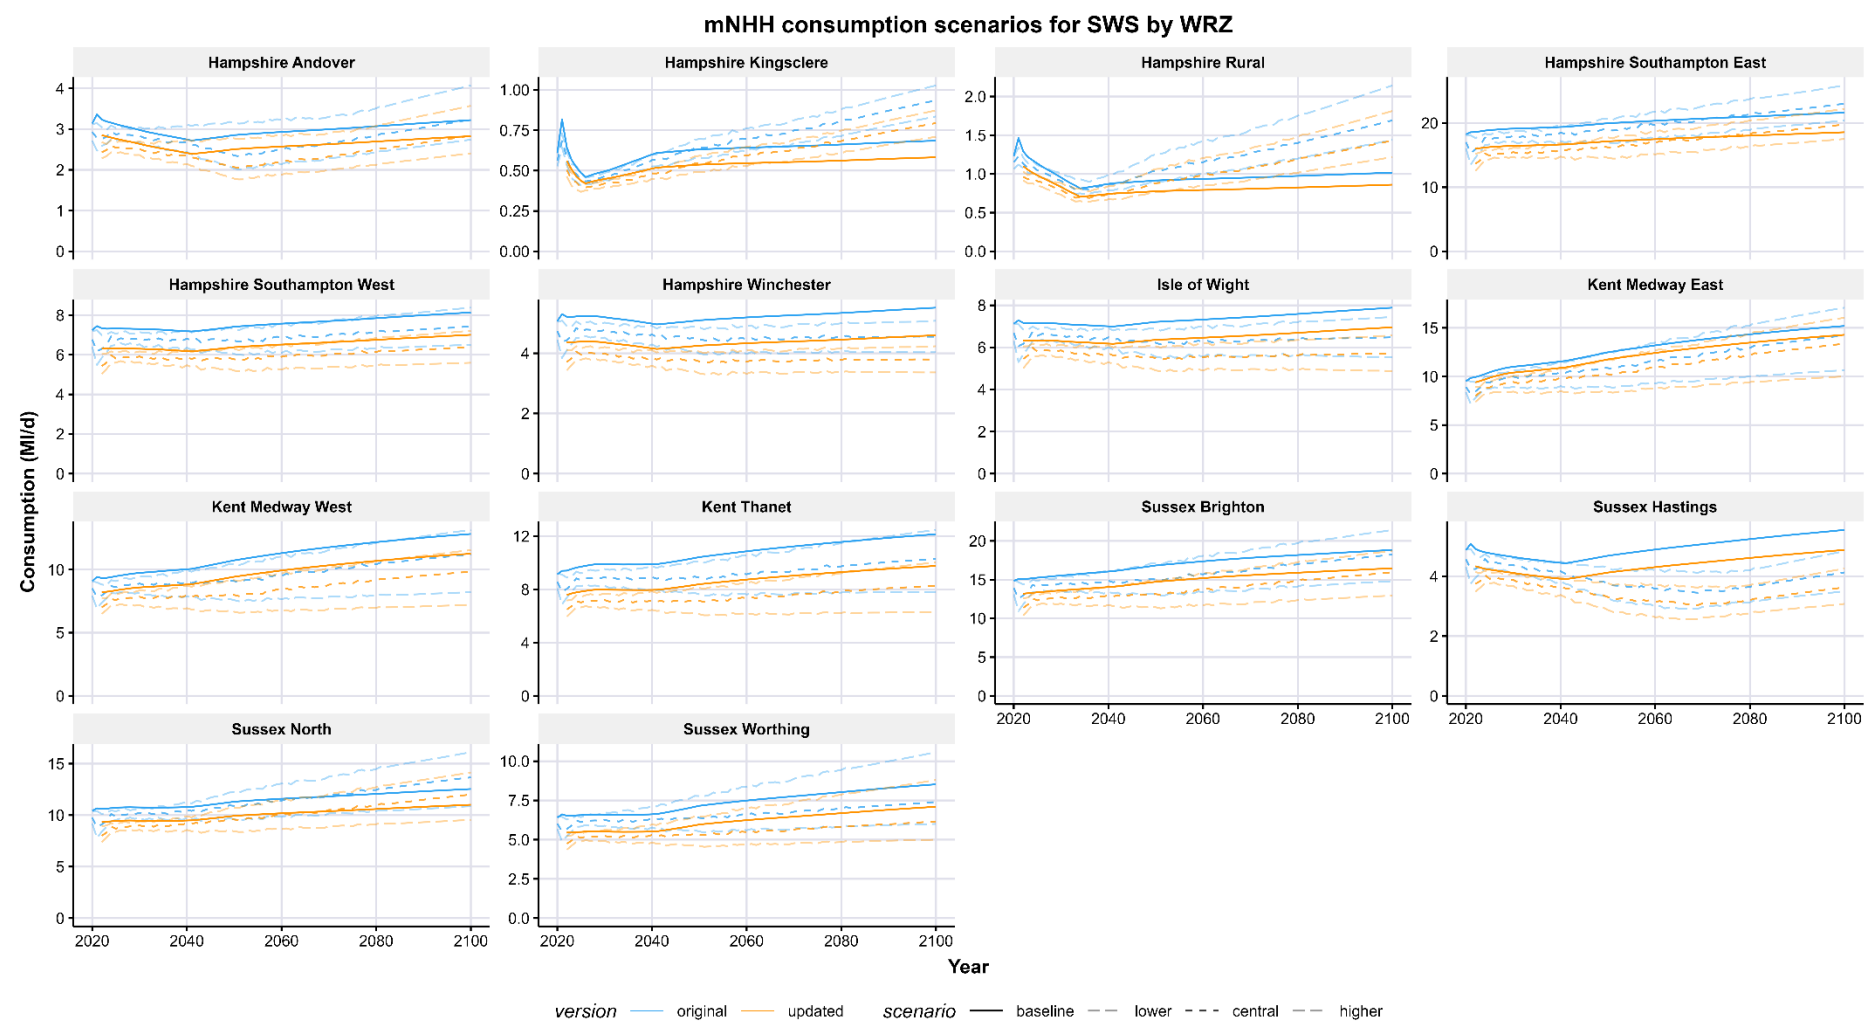 mNHH consumption scenarios for SWS by WRZ
Hampshire Andover
Hampshire Kingsclere
Hampshire Rural
Hampshire Southampton East
4
3
2
1
0
1.00
0.75
0.50
0.25
0.00
2.0
1.5
1.0
0.5
0.0
20
10
0
Hampshire Southampton West
Hampshire Winchester
Isle of Wight
Kent Medway East
8
6
4
2
0
4
2
0
8
6
4
2
0
15
10
5
0
Consumption (Ml/d)
Kent Medway West
Kent Thanet
Sussex Brighton
Sussex Hastings
10
5
0
12
8
4
0
20
15
10
5
0
4
2
0
2020 2040 2060 2080 2100
2020 2040 2060 2080 2100
Sussex North
Sussex Worthing
15
10
5
0
10.0
7.5
5.0
2.5
0.0
2020 2040 2060 2080 2100
2020 2040 2060 2080 2100
Year
version original updated scenario baseline lower central higher